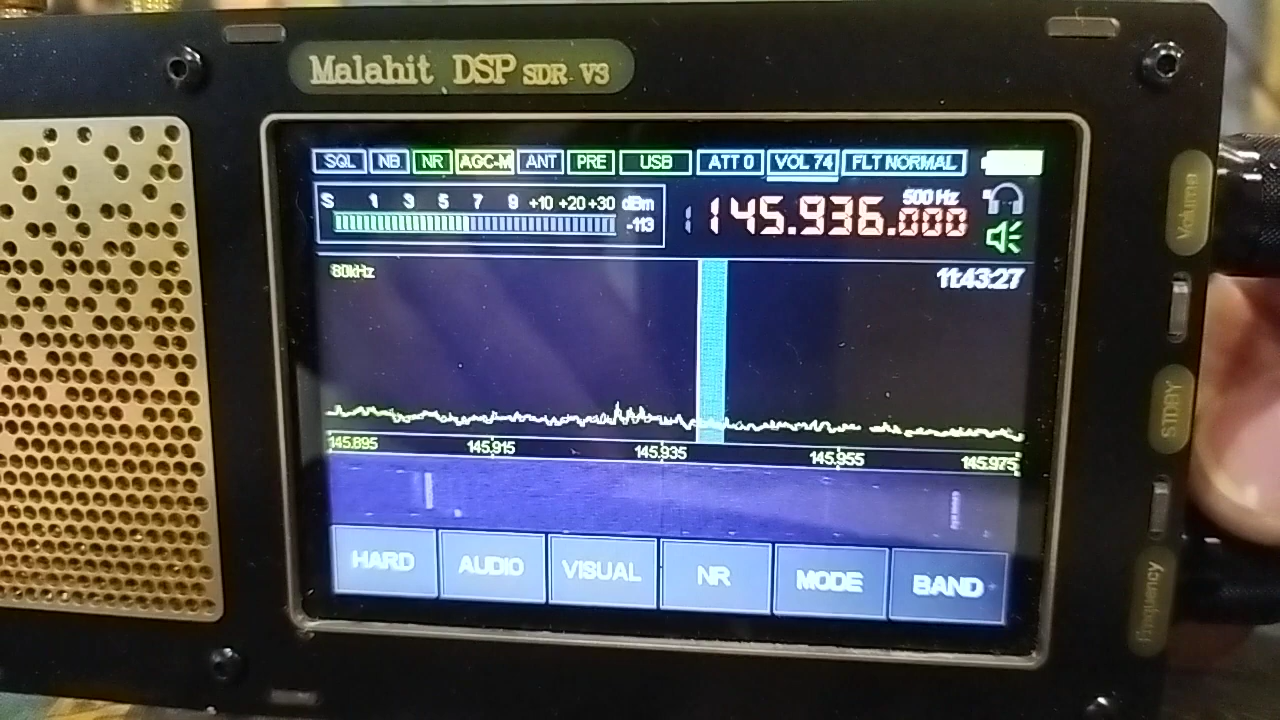 Malahit DSP SDR V3
SQL NB NR AGC-M ANT PRE USB ATT 0 VOL 74 FLT NORMAL
S 1 3 5 7 9 +10 +20 +30 dBm
-113
500 Hz
1 145.936.000
80kHz
11:43:27
145.895 145.915 145.935 145.955 145.975
HARD AUDIO VISUAL NR MODE BAND
Volume
STDBY
Frequency